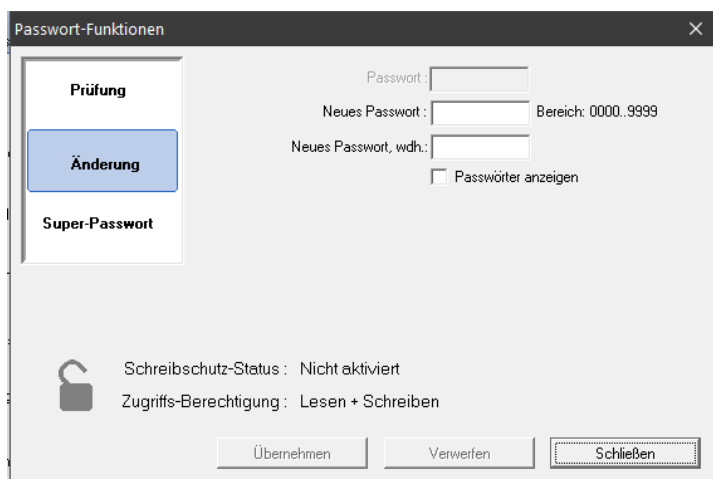 Passwort-Funktionen
Prüfung
Änderung
Super-Passwort
Passwort :
Neues Passwort :
Bereich: 0000..9999
Neues Passwort, wdh.:
Passwörter anzeigen
Schreibschutz-Status : Nicht aktiviert
Zugriffs-Berechtigung : Lesen + Schreiben
Übernehmen
Verwerfen
Schließen